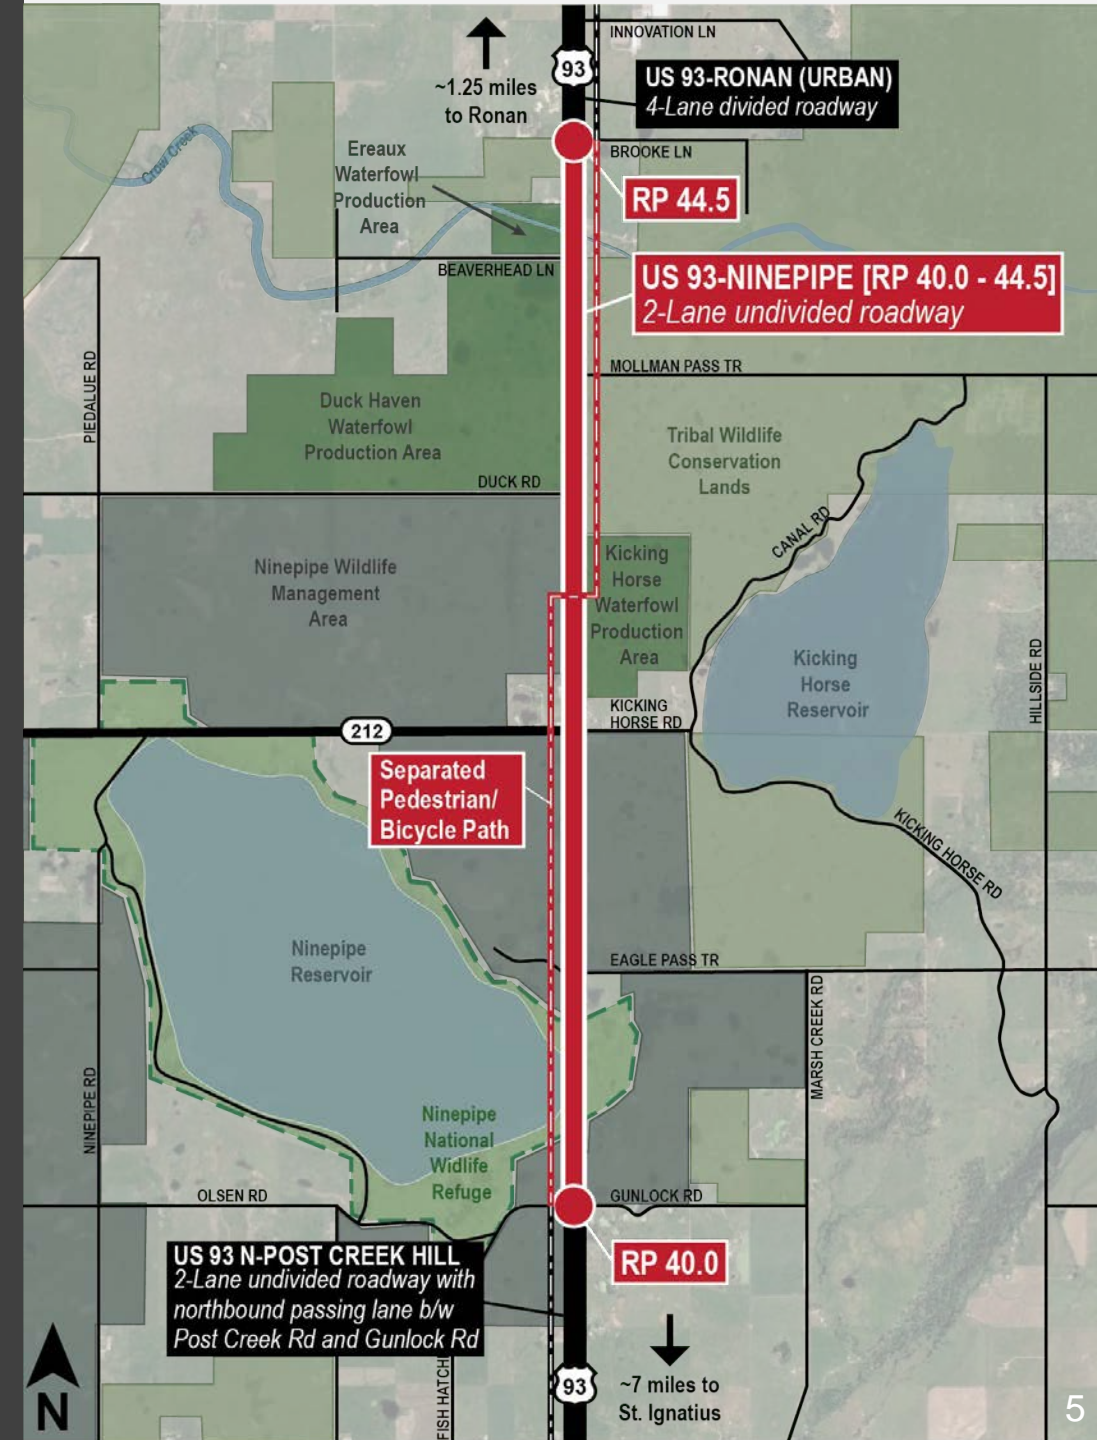 INNOVATION LN
93
~1.25 miles
to Ronan
US 93-RONAN (URBAN)
4-Lane divided roadway
Crow Creek
Ereaux
Waterfowl
Production
Area
BROOKE LN
RP 44.5
BEAVERHEAD LN
US 93-NINEPIPE [RP 40.0 - 44.5]
2-Lane undivided roadway
MOLLMAN PASS TR
PIEDALUE RD
Duck Haven
Waterfowl
Production Area
Tribal Wildlife
Conservation
Lands
DUCK RD
CANAL RD
Ninepipe Wildlife
Management
Area
Kicking
Horse
Waterfowl
Production
Area
Kicking
Horse
Reservoir
HILLSIDE RD
KICKING
HORSE RD
212
Separated
Pedestrian/
Bicycle Path
KICKING HORSE RD
Ninepipe
Reservoir
EAGLE PASS TR
MARSH CREEK RD
NINEPIPE RD
Ninepipe
National
Widlife
Refuge
OLSEN RD
GUNLOCK RD
US 93 N-POST CREEK HILL
2-Lane undivided roadway with
northbound passing lane b/w
Post Creek Rd and Gunlock Rd
RP 40.0
N
FISH HATCH
93
~7 miles to
St. Ignatius
5